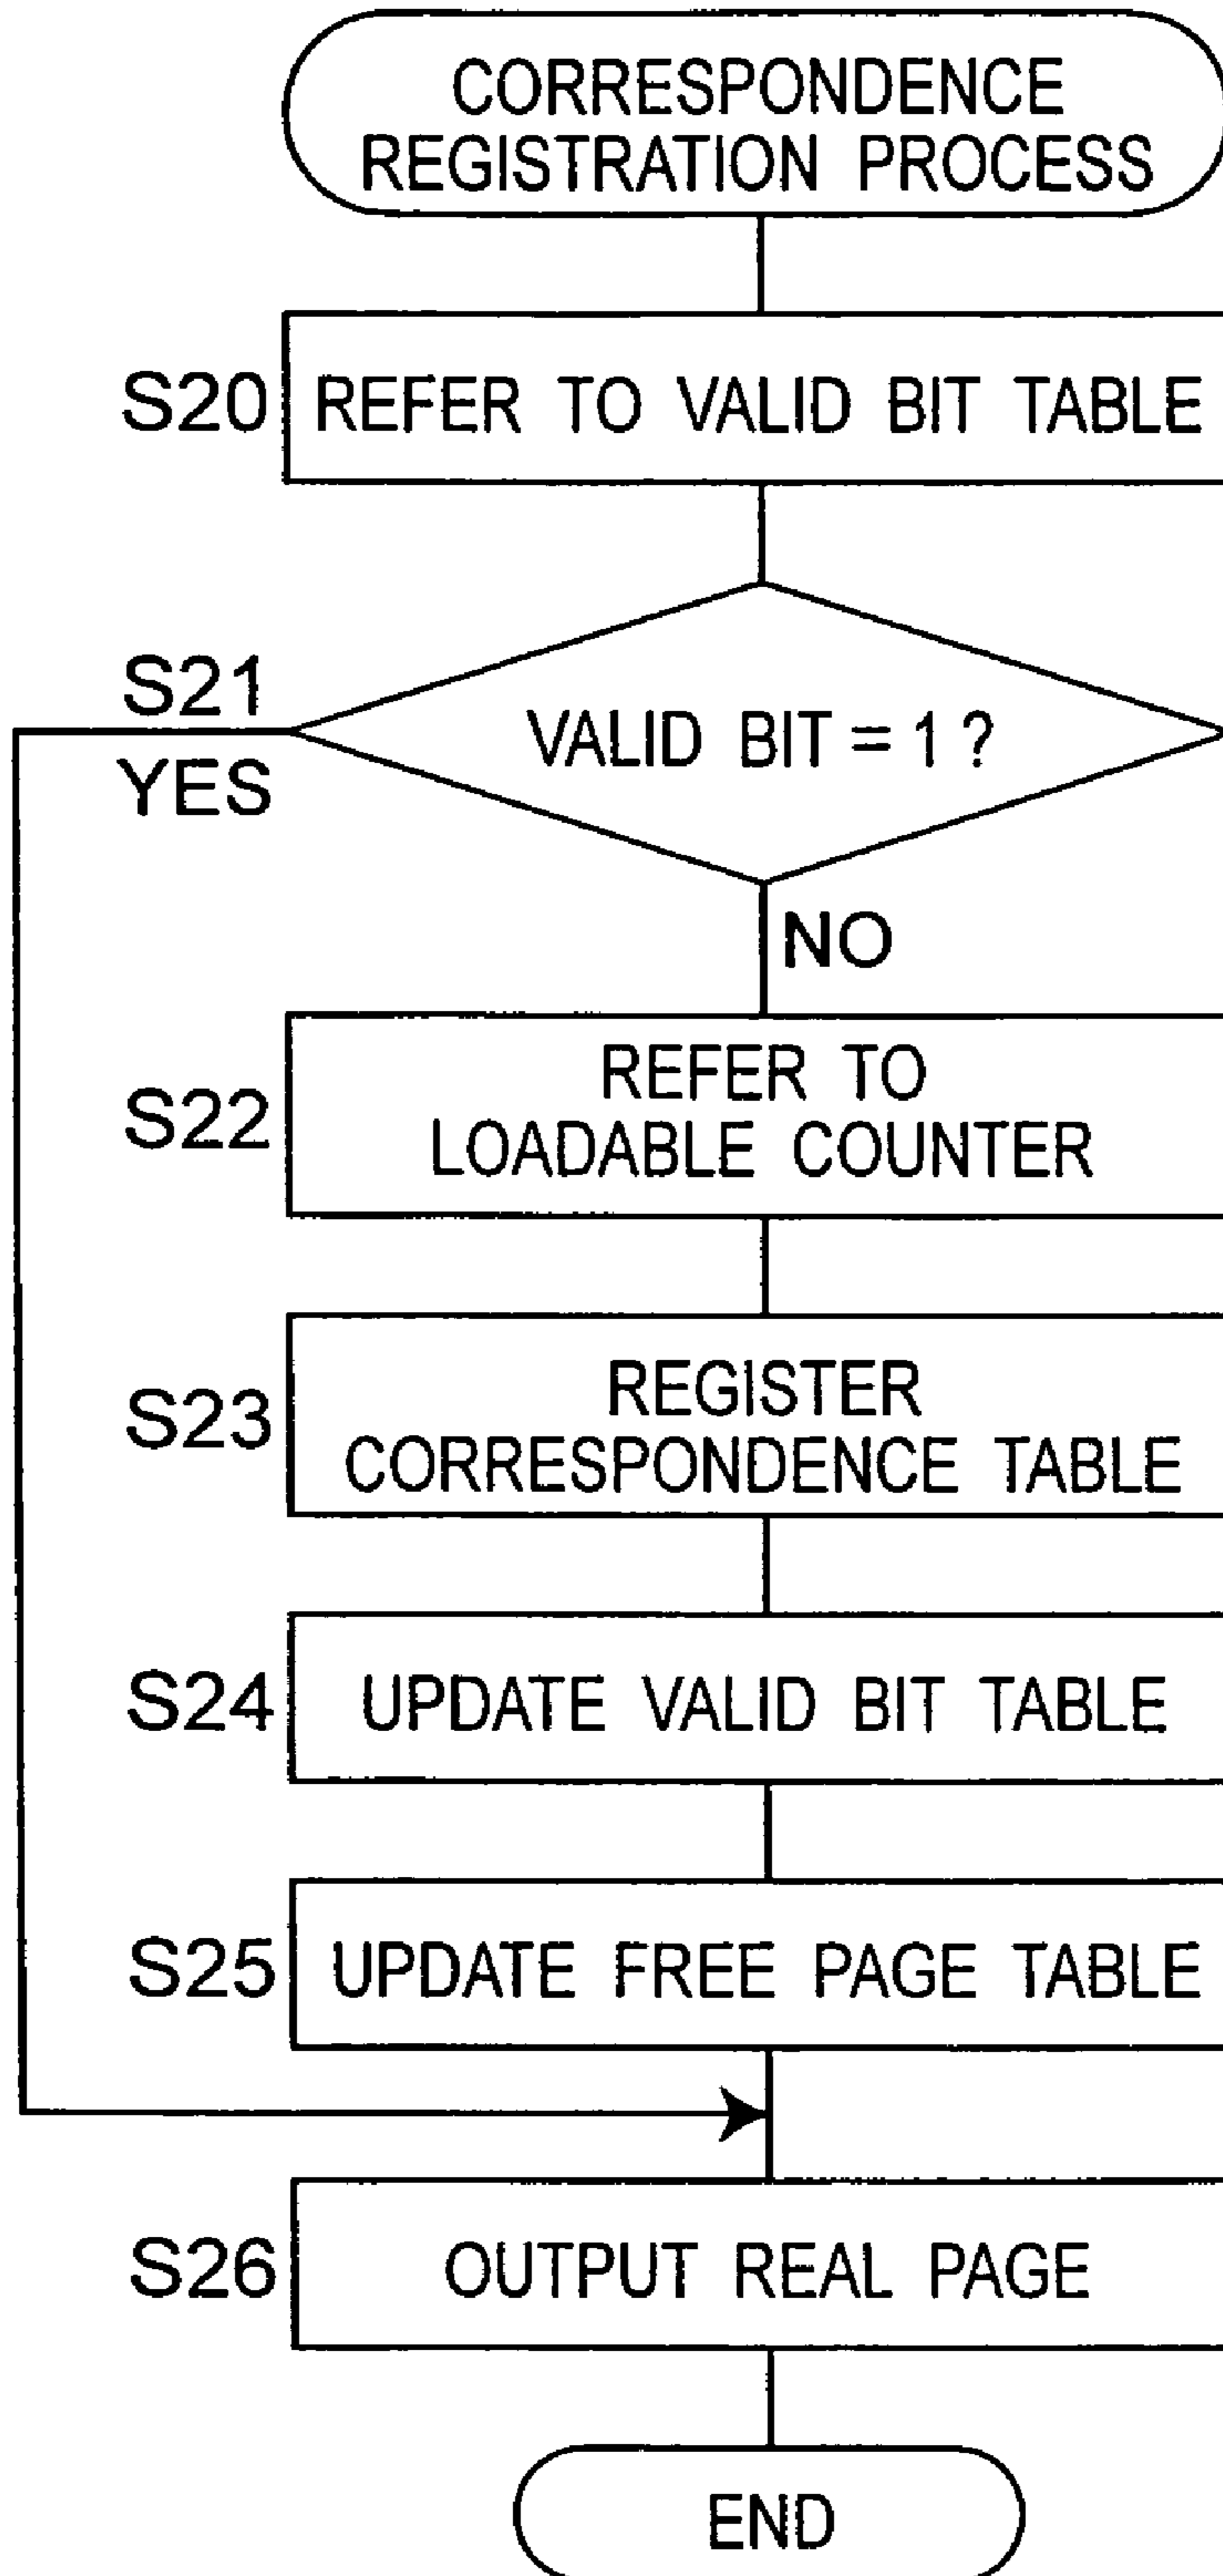 CORRESPONDENCE
REGISTRATION PROCESS
S20 REFER TO VALID BIT TABLE
S21
VALID BIT = 1 ?
YES
NO
S22
REFER TO
LOADABLE COUNTER
S23
REGISTER
CORRESPONDENCE TABLE
S24 UPDATE VALID BIT TABLE
S25 UPDATE FREE PAGE TABLE
S26 OUTPUT REAL PAGE
END